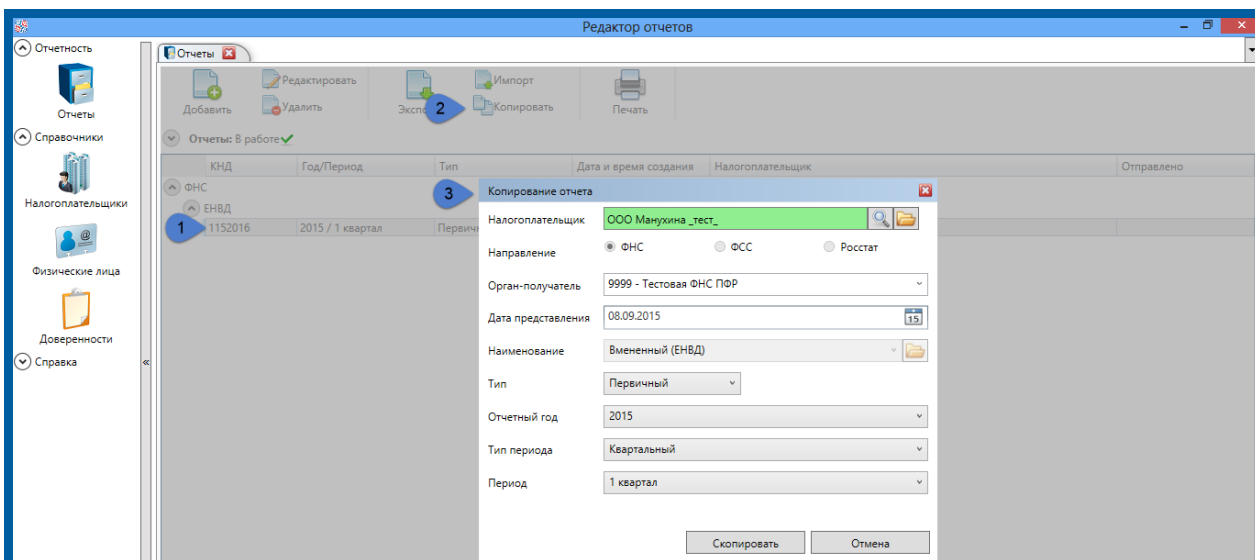 Редактор отчетов
Отчетность
Отчеты
Справочники
Налогоплательщики
Физические лица
Доверенности
Справка
«
Отчеты
Добавить
Редактировать
Удалить
Импорт
2
Копировать
Печать
Отчеты: В работе
КНД Год/Период Тип Дата и время создания Налогоплательщик Отправлено
ФНС
ЕНВД
1 1152016 2015 / 1 квартал
3 Копирование отчета
Налогоплательщик ООО Манухина _тест_
Направление ФНС ФСС Росстат
Орган-получатель 9999 - Тестовая ФНС ПФР
Дата представления 08.09.2015 15
Наименование Вмененный (ЕНВД)
Тип Первичный
Отчетный год 2015
Тип периода Квартальный
Период 1 квартал
Скопировать Отмена